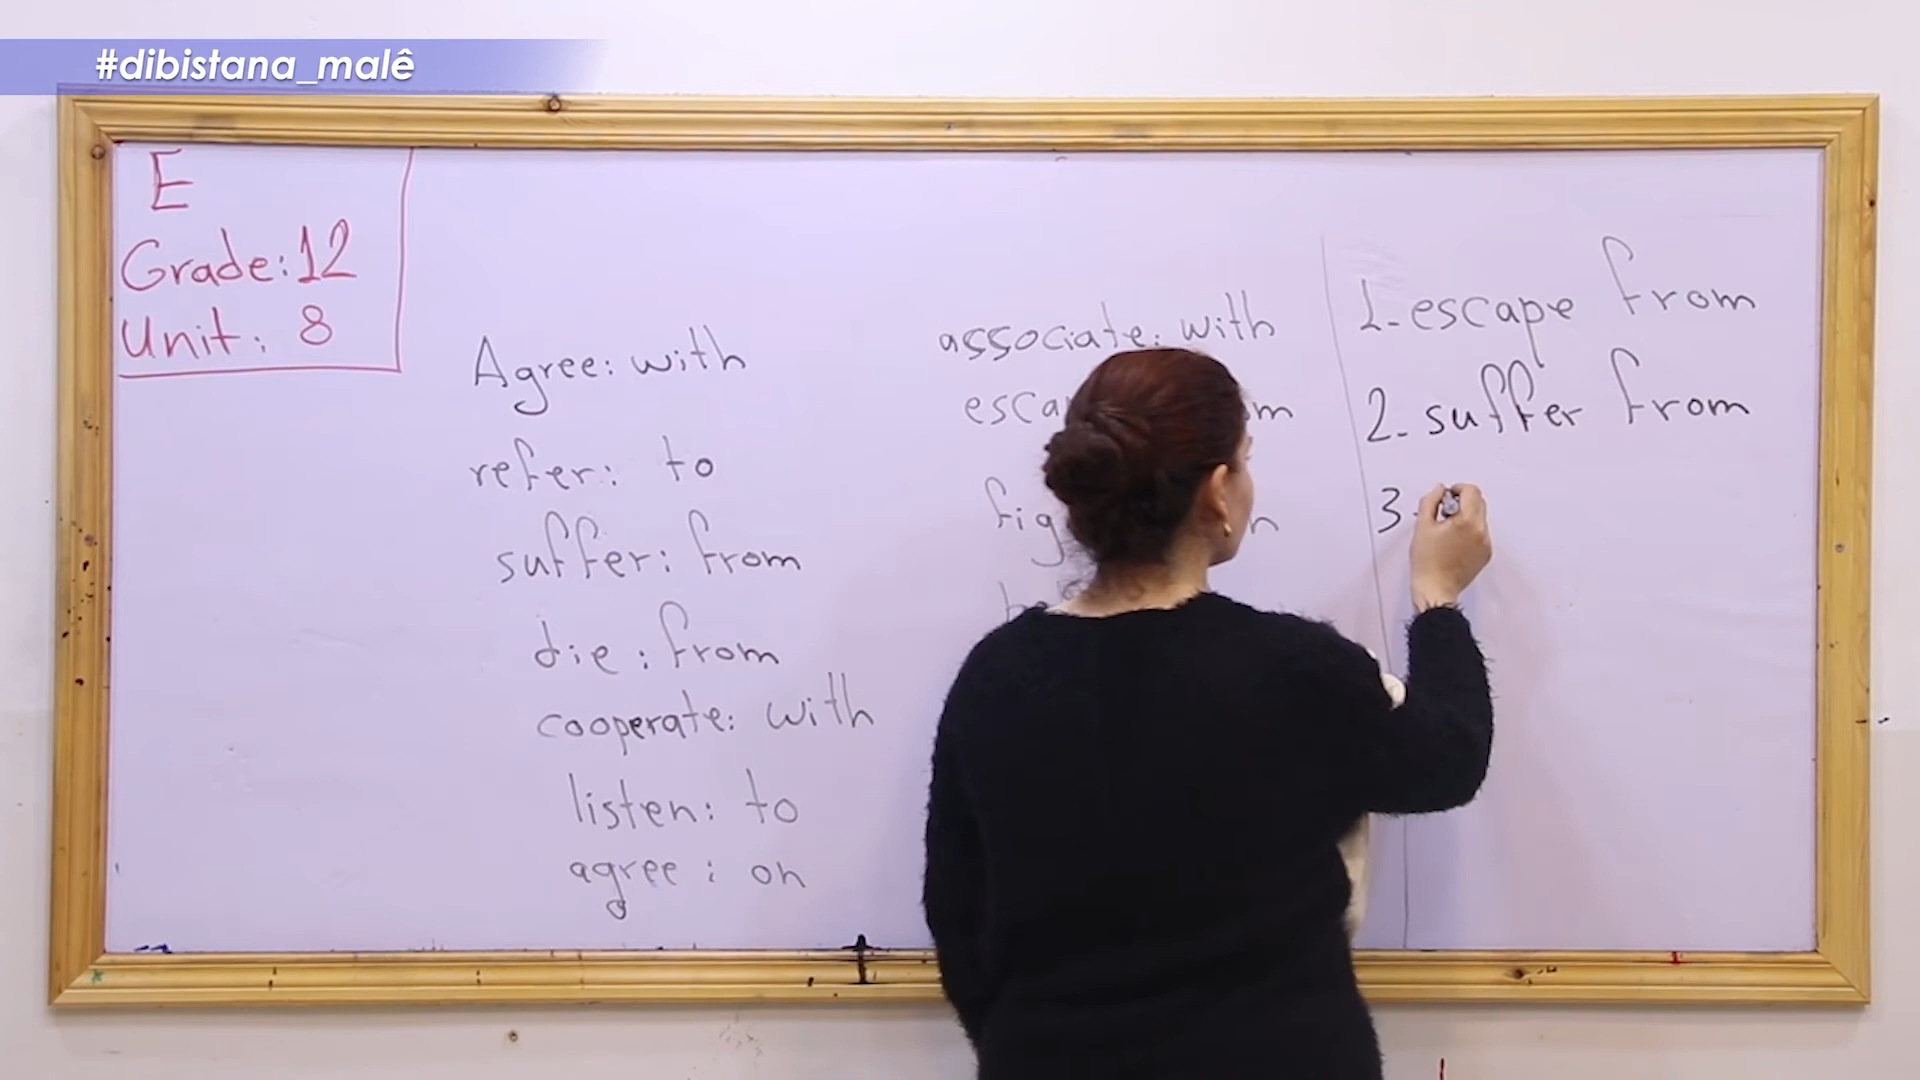 #dibistana_malê
E
Grade: 12
Unit: 8
Agree: with
refer: to
suffer: from
die: from
cooperate: with
listen: to
agree: on
associate: with
1. escape from
2. suffer from
3.